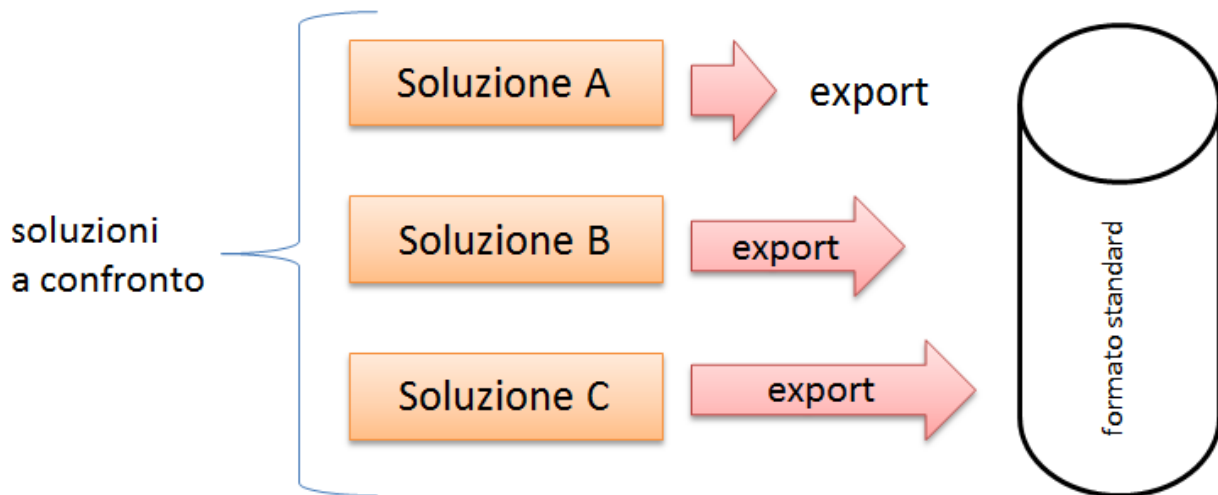 soluzioni
a confronto
Soluzione A
export
Soluzione B
export
Soluzione C
export
formato standard